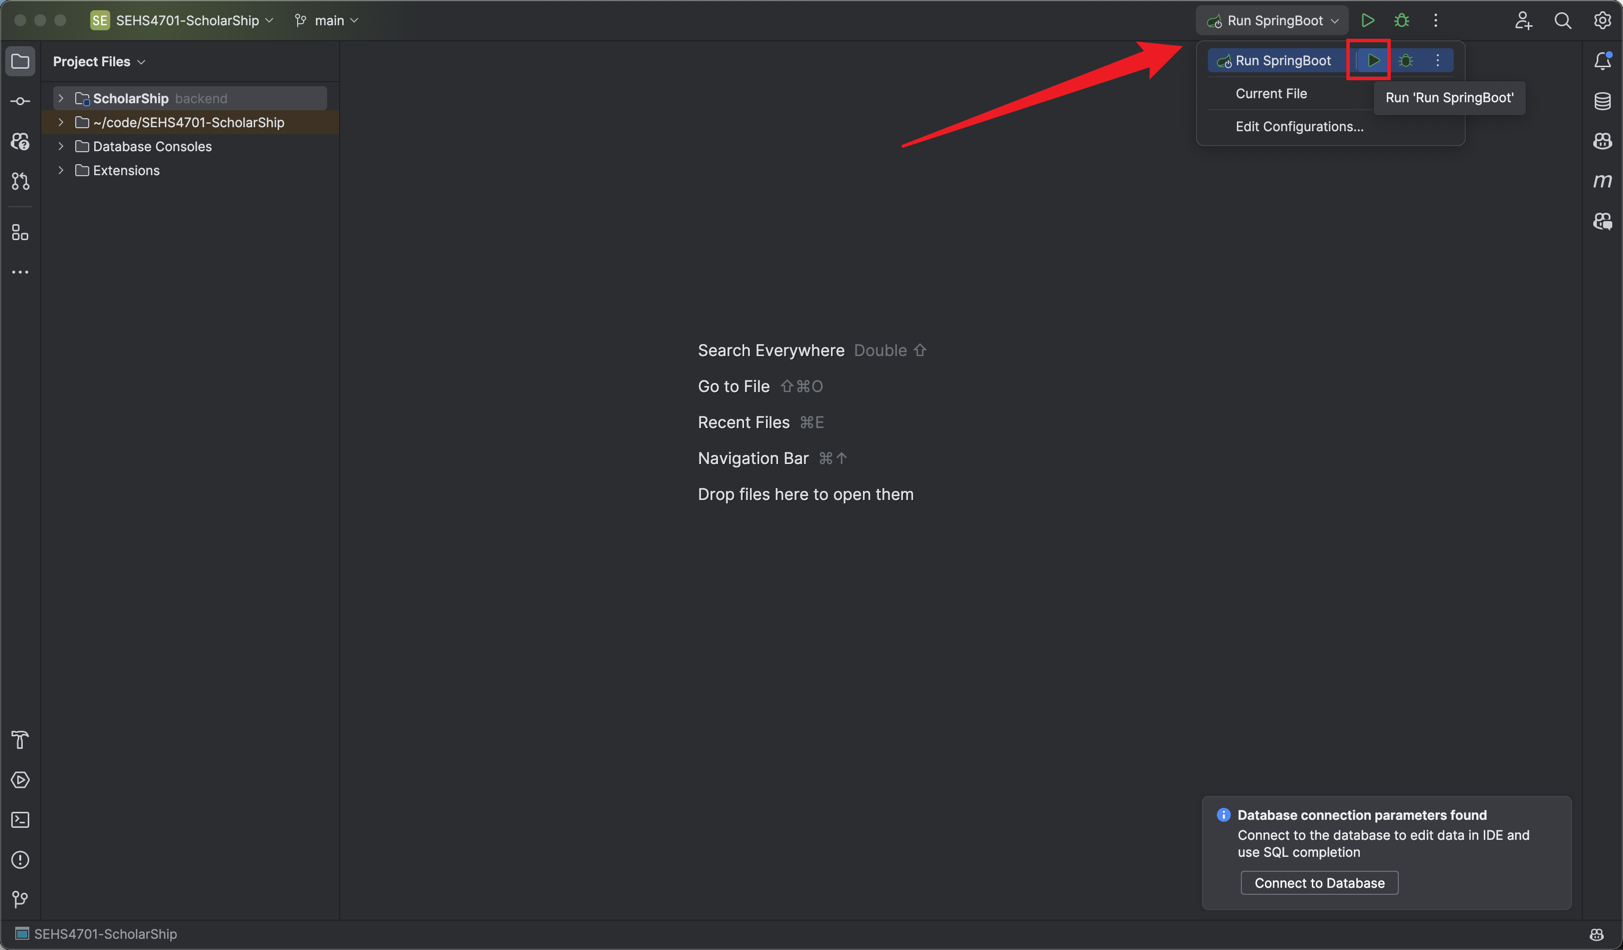 SE SEHS4701-ScholarShip main Run SpringBoot
Project Files
Run SpringBoot
ScholarShip backend
Current File
Run 'Run SpringBoot'
~/code/SEHS4701-ScholarShip
Edit Configurations...
Database Consoles
Extensions
m
Search Everywhere Double ⇧
Go to File ⇧⌘O
Recent Files ⌘E
Navigation Bar ⌘↑
Drop files here to open them
Database connection parameters found
Connect to the database to edit data in IDE and
use SQL completion
Connect to Database
SEHS4701-ScholarShip